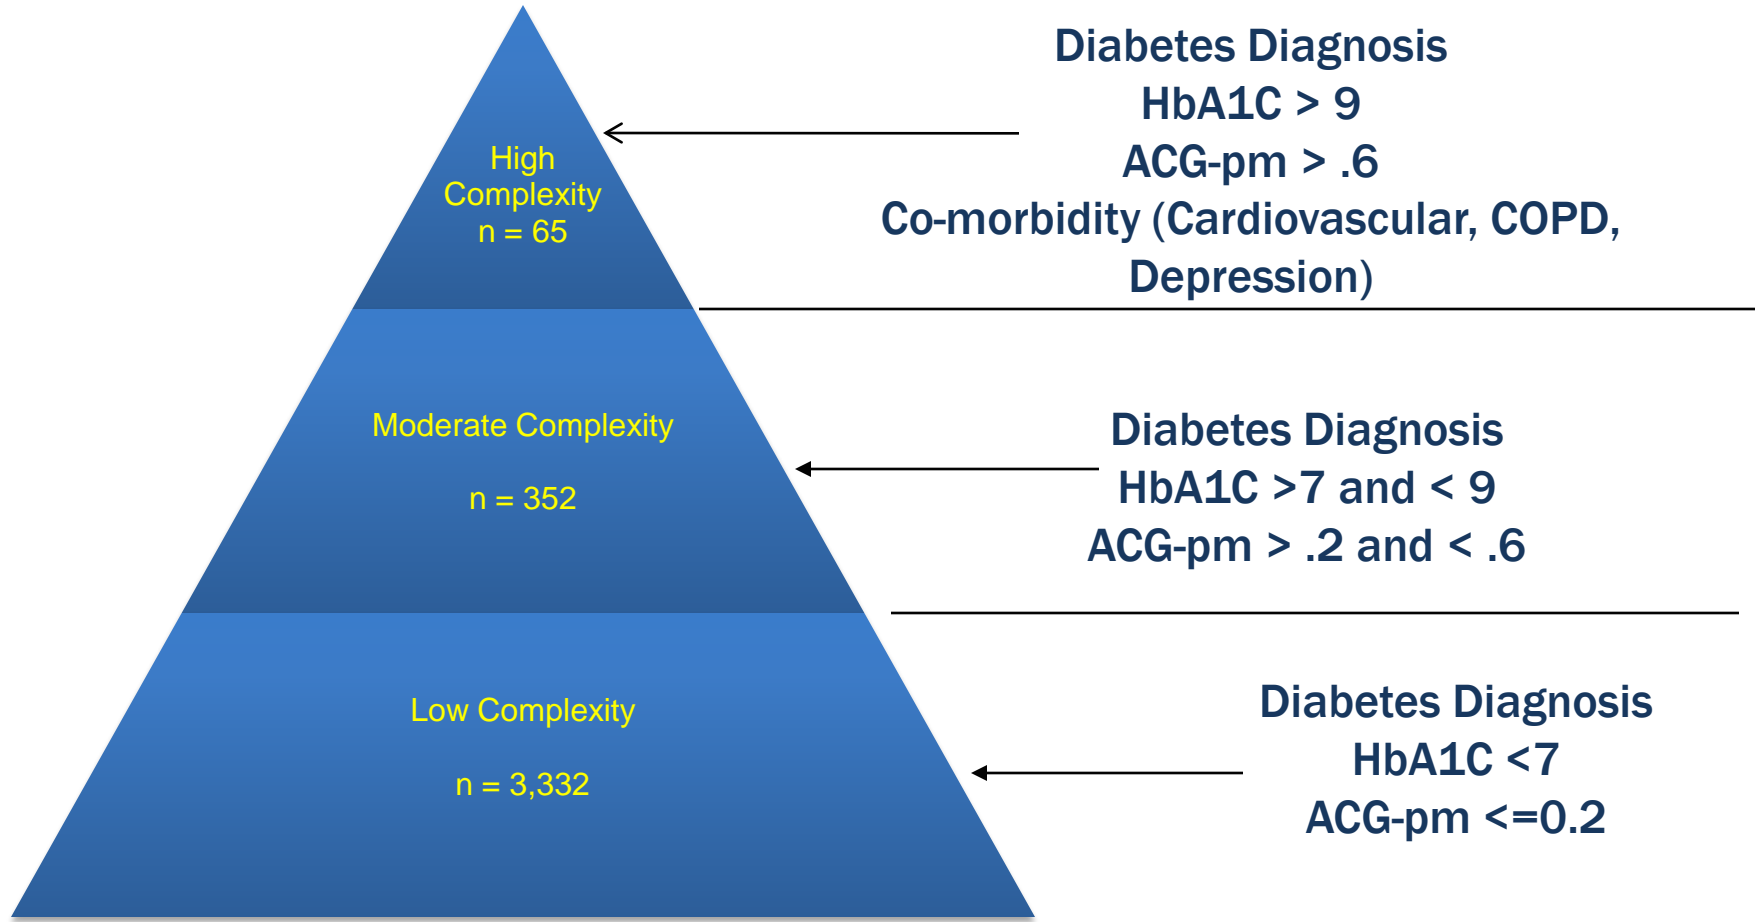 High
Complexity
n = 65
Diabetes Diagnosis
HbA1C > 9
ACG-pm > .6
Co-morbidity (Cardiovascular, COPD,
Depression)
Moderate Complexity
n = 352
Diabetes Diagnosis
HbA1C >7 and < 9
ACG-pm > .2 and < .6
Low Complexity
n = 3,332
Diabetes Diagnosis
HbA1C <7
ACG-pm <=0.2